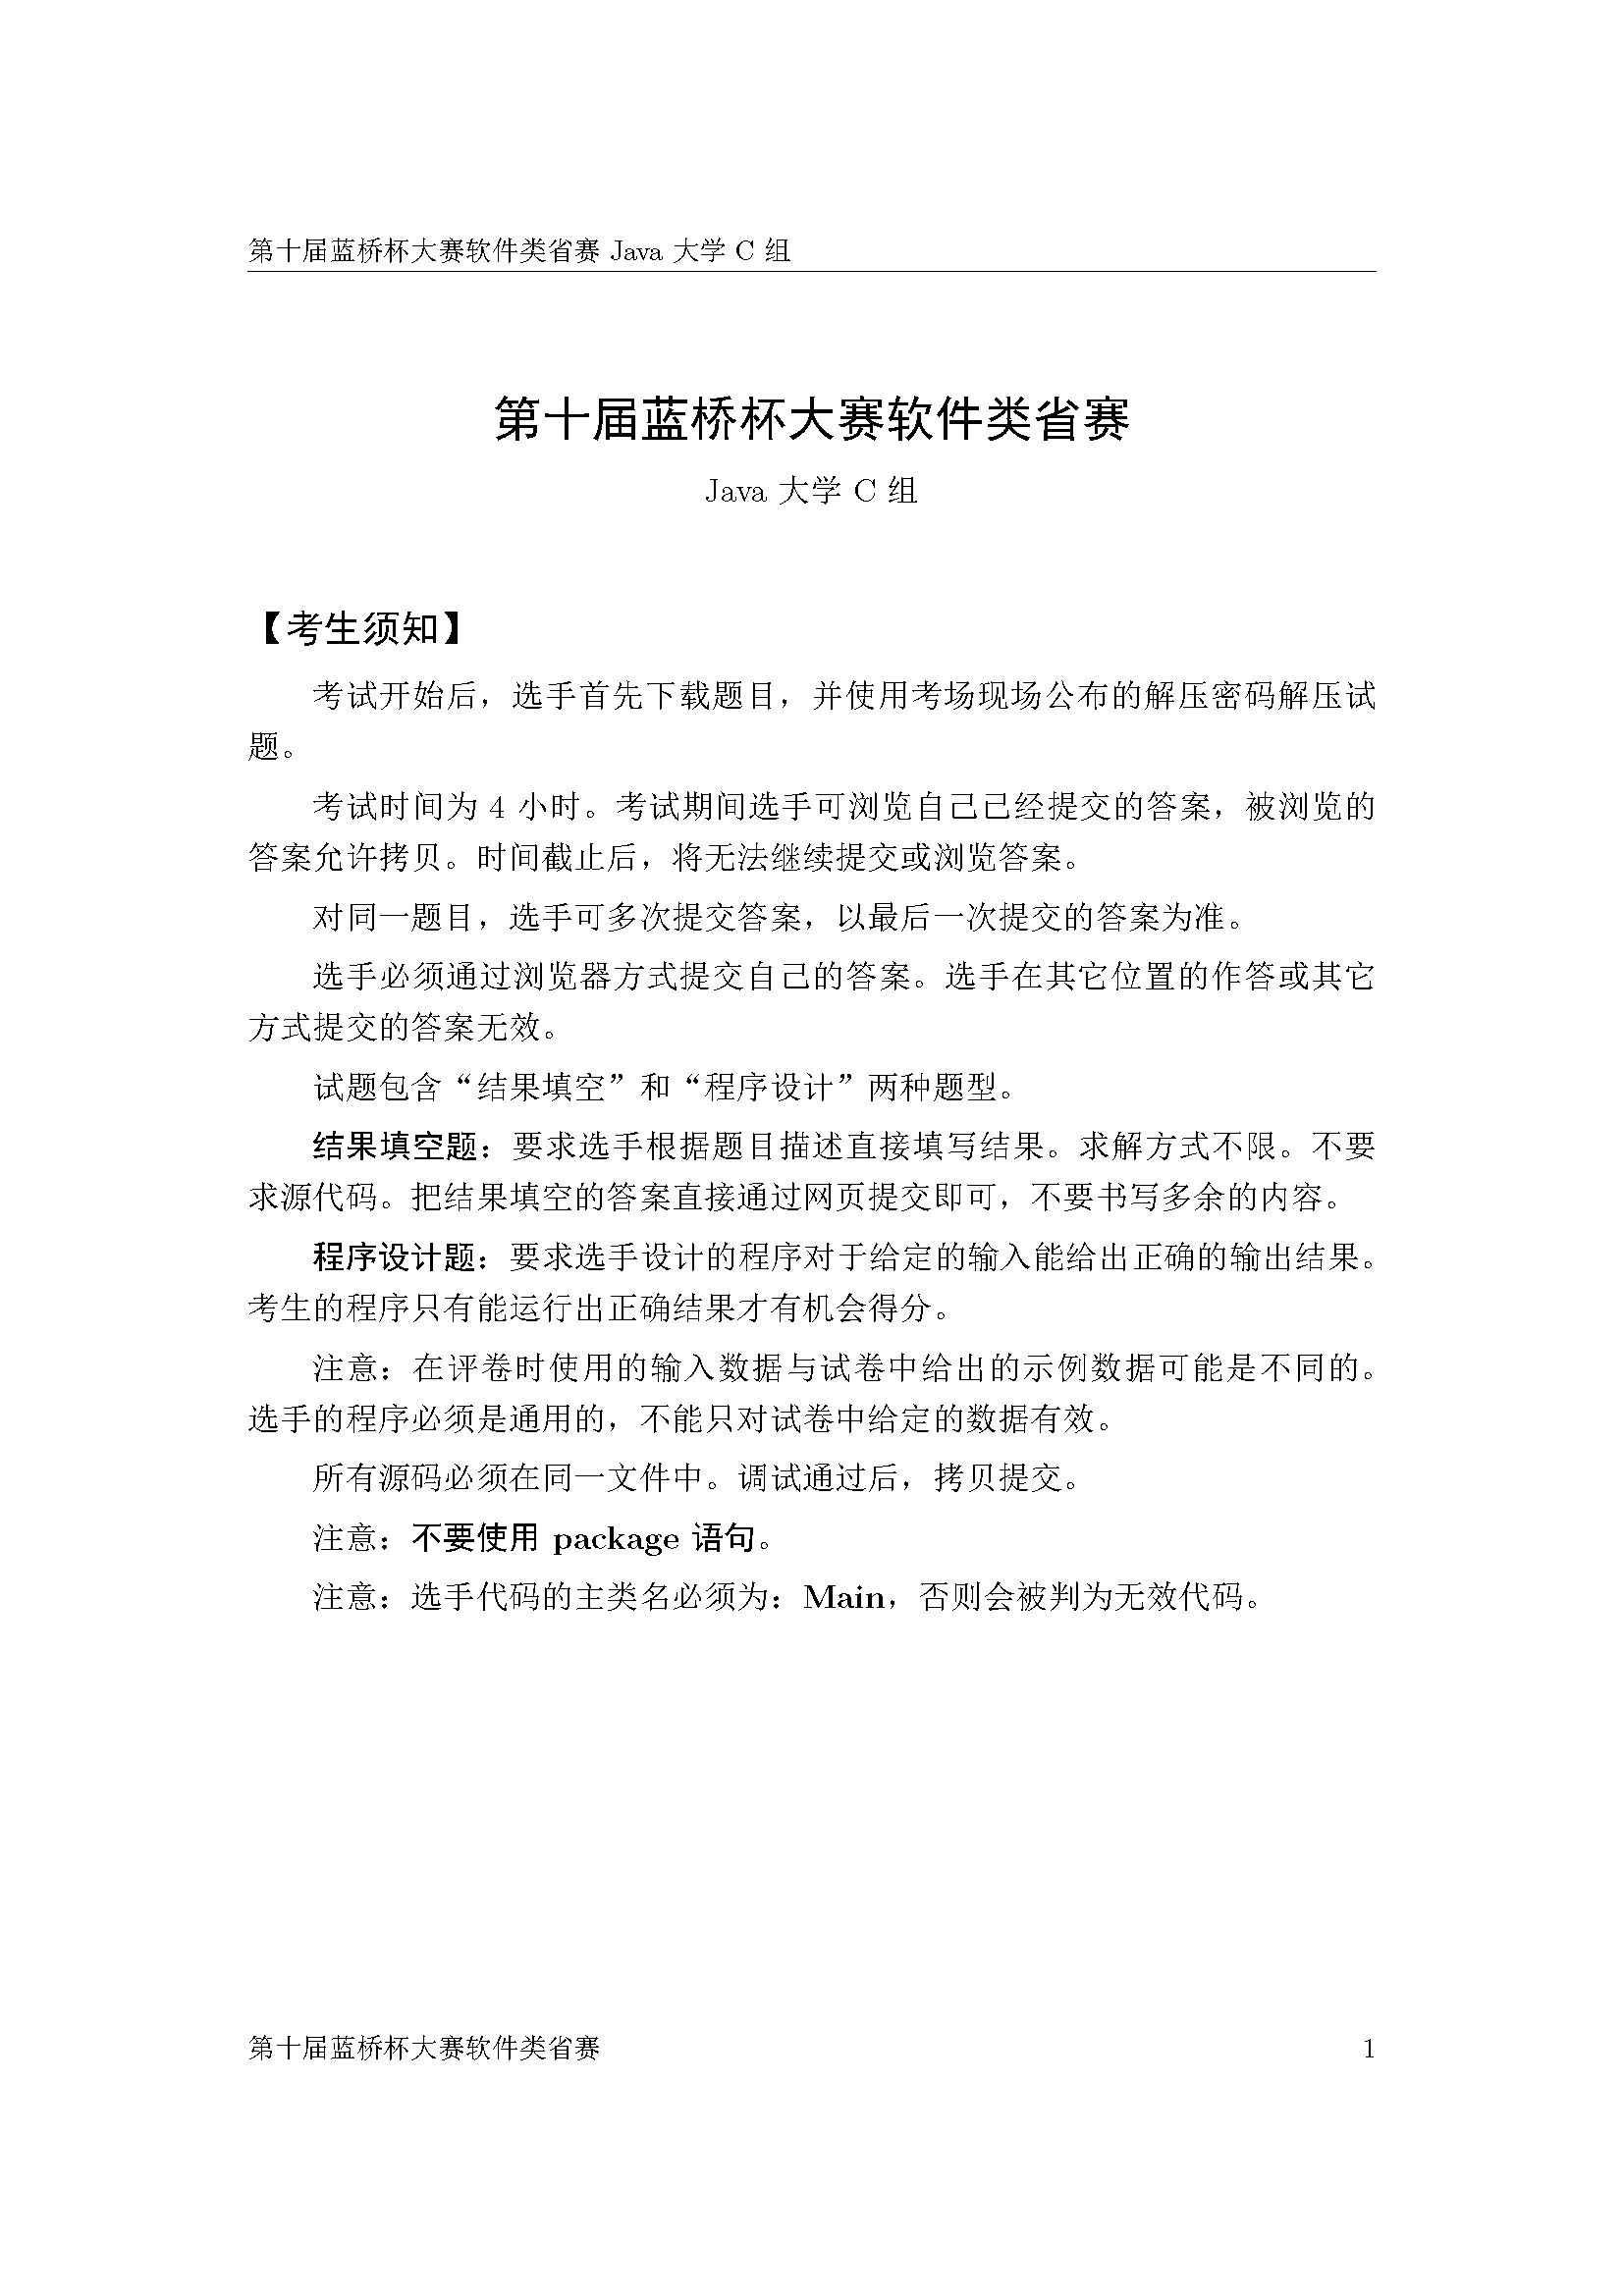 第十届蓝桥杯大赛软件类省赛 Java 大学 C 组
第十届蓝桥杯大赛软件类省赛
Java 大学 C 组
【考生须知】
考试开始后，选手首先下载题目，并使用考场现场公布的解压密码解压试
题。
考试时间为 4 小时。考试期间选手可浏览自己已经提交的答案，被浏览的
答案允许拷贝。时间截止后，将无法继续提交或浏览答案。
对同一题目，选手可多次提交答案，以最后一次提交的答案为准。
选手必须通过浏览器方式提交自己的答案。选手在其它位置的作答或其它
方式提交的答案无效。
试题包含“结果填空”和“程序设计”两种题型。
结果填空题：要求选手根据题目描述直接填写结果。求解方式不限。不要
求源代码。把结果填空的答案直接通过网页提交即可，不要书写多余的内容。
程序设计题：要求选手设计的程序对于给定的输入能给出正确的输出结果。
考生的程序只有能运行出正确结果才有机会得分。
注意：在评卷时使用的输入数据与试卷中给出的示例数据可能是不同的。
选手的程序必须是通用的，不能只对试卷中给定的数据有效。
所有源码必须在同一文件中。调试通过后，拷贝提交。
注意：不要使用 package 语句。
注意：选手代码的主类名必须为：Main，否则会被判为无效代码。
第十届蓝桥杯大赛软件类省赛 1